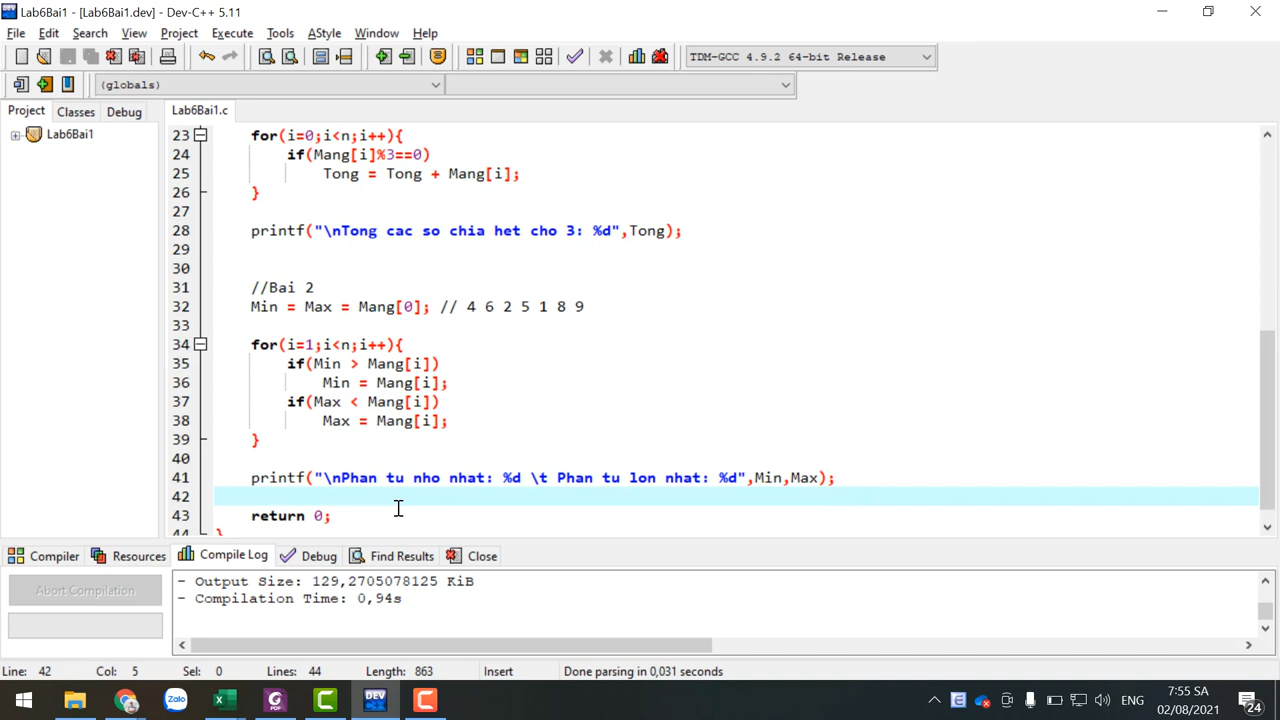 Lab6Bai1 - [Lab6Bai1.dev] - Dev-C++ 5.11
File Edit Search View Project Execute Tools AStyle Window Help
TDM-GCC 4.9.2 64-bit Release
(globals)
Project Classes Debug
Lab6Bai1.c
Lab6Bai1
23 for(i=0;i<n;i++){
24 if(Mang[i]%3==0)
25 Tong = Tong + Mang[i];
26 }
27
28 printf("\nTong cac so chia het cho 3: %d",Tong);
29
30
31 //Bai 2
32 Min = Max = Mang[0]; // 4 6 2 5 1 8 9
33
34 for(i=1;i<n;i++){
35 if(Min > Mang[i])
36 Min = Mang[i];
37 if(Max < Mang[i])
38 Max = Mang[i];
39 }
40
41 printf("\nPhan tu nho nhat: %d \t Phan tu lon nhat: %d",Min,Max);
42
43 return 0;
44 }
Compiler Resources Compile Log Debug Find Results Close
Abort Compilation
- Output Size: 129,2705078125 KiB
- Compilation Time: 0,94s
Line: 42 Col: 5 Sel: 0 Lines: 44 Length: 863 Insert Done parsing in 0,031 seconds
Zalo
PDF
DEV
C++
ENG
7:55 SA
02/08/2021
24